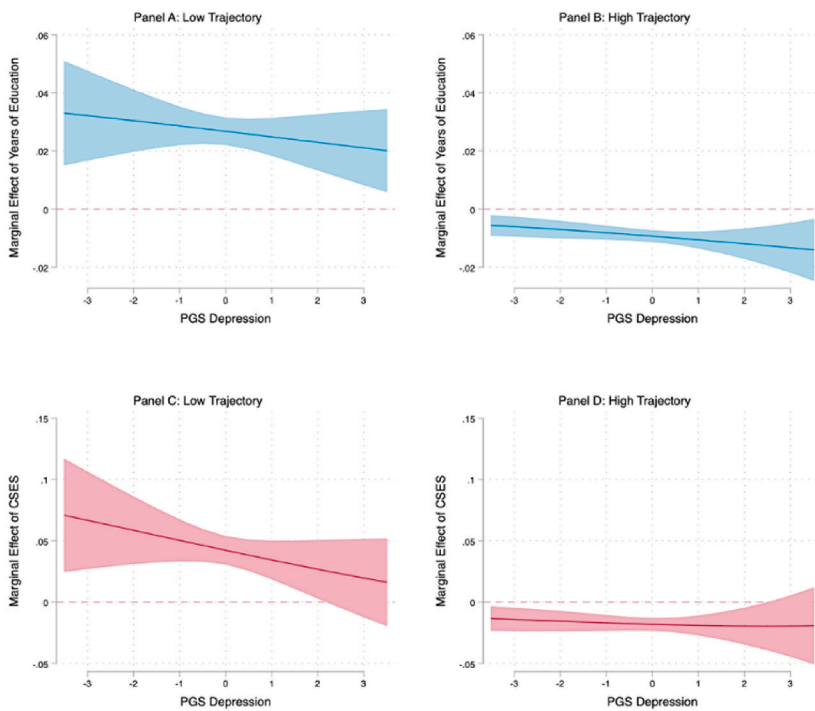 Panel A: Low Trajectory
Panel B: High Trajectory
.06
.04
.02
0
-.02
Marginal Effect of Years of Education
-3 -2 -1 0 1 2 3
PGS Depression
.06
.04
.02
0
-.02
Marginal Effect of Years of Education
-3 -2 -1 0 1 2 3
PGS Depression
Panel C: Low Trajectory
Panel D: High Trajectory
.15
.1
.05
0
-.05
Marginal Effect of CSES
-3 -2 -1 0 1 2 3
PGS Depression
.15
.1
.05
0
-.05
Marginal Effect of CSES
-3 -2 -1 0 1 2 3
PGS Depression